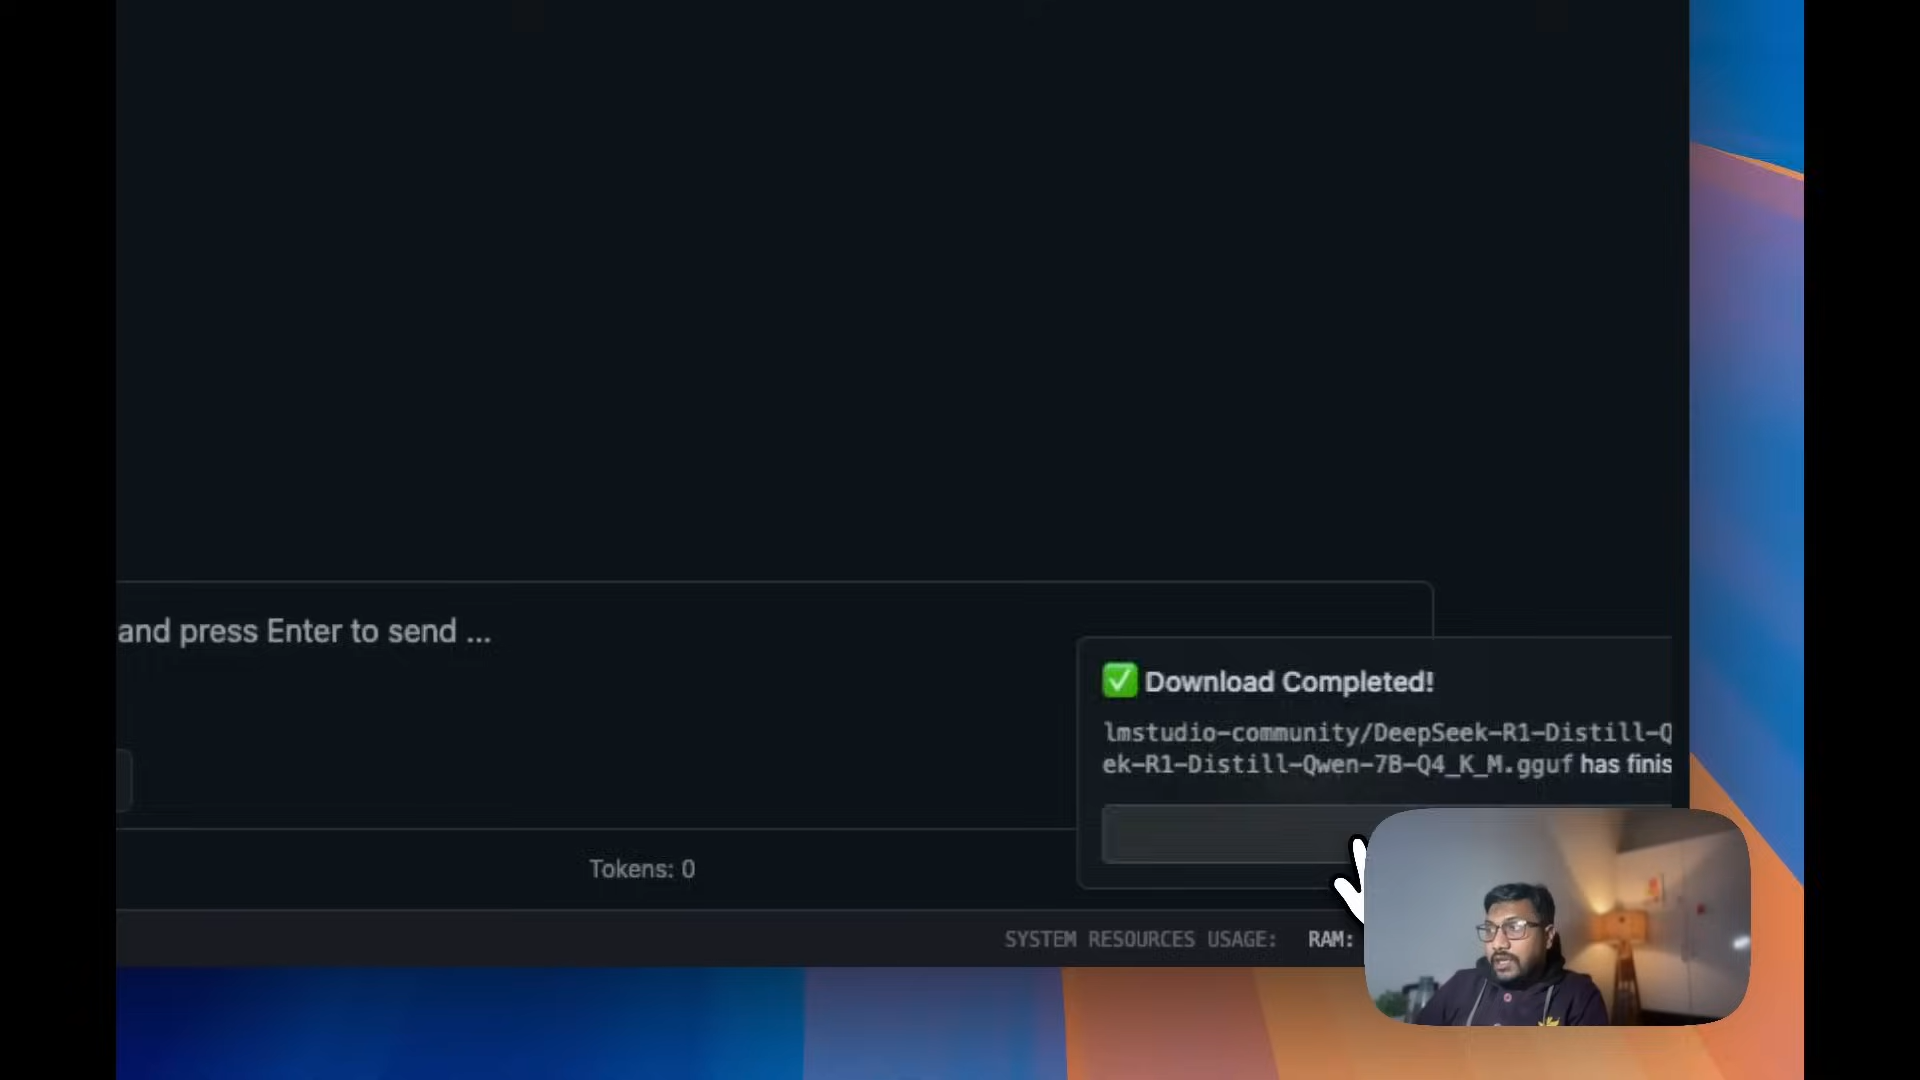 and press Enter to send ...
✅ Download Completed!
lmstudio-community/DeepSeek-R1-Distill-Q
ek-R1-Distill-Qwen-7B-Q4_K_M.gguf has finis
Tokens: 0
SYSTEM RESOURCES USAGE: RAM: